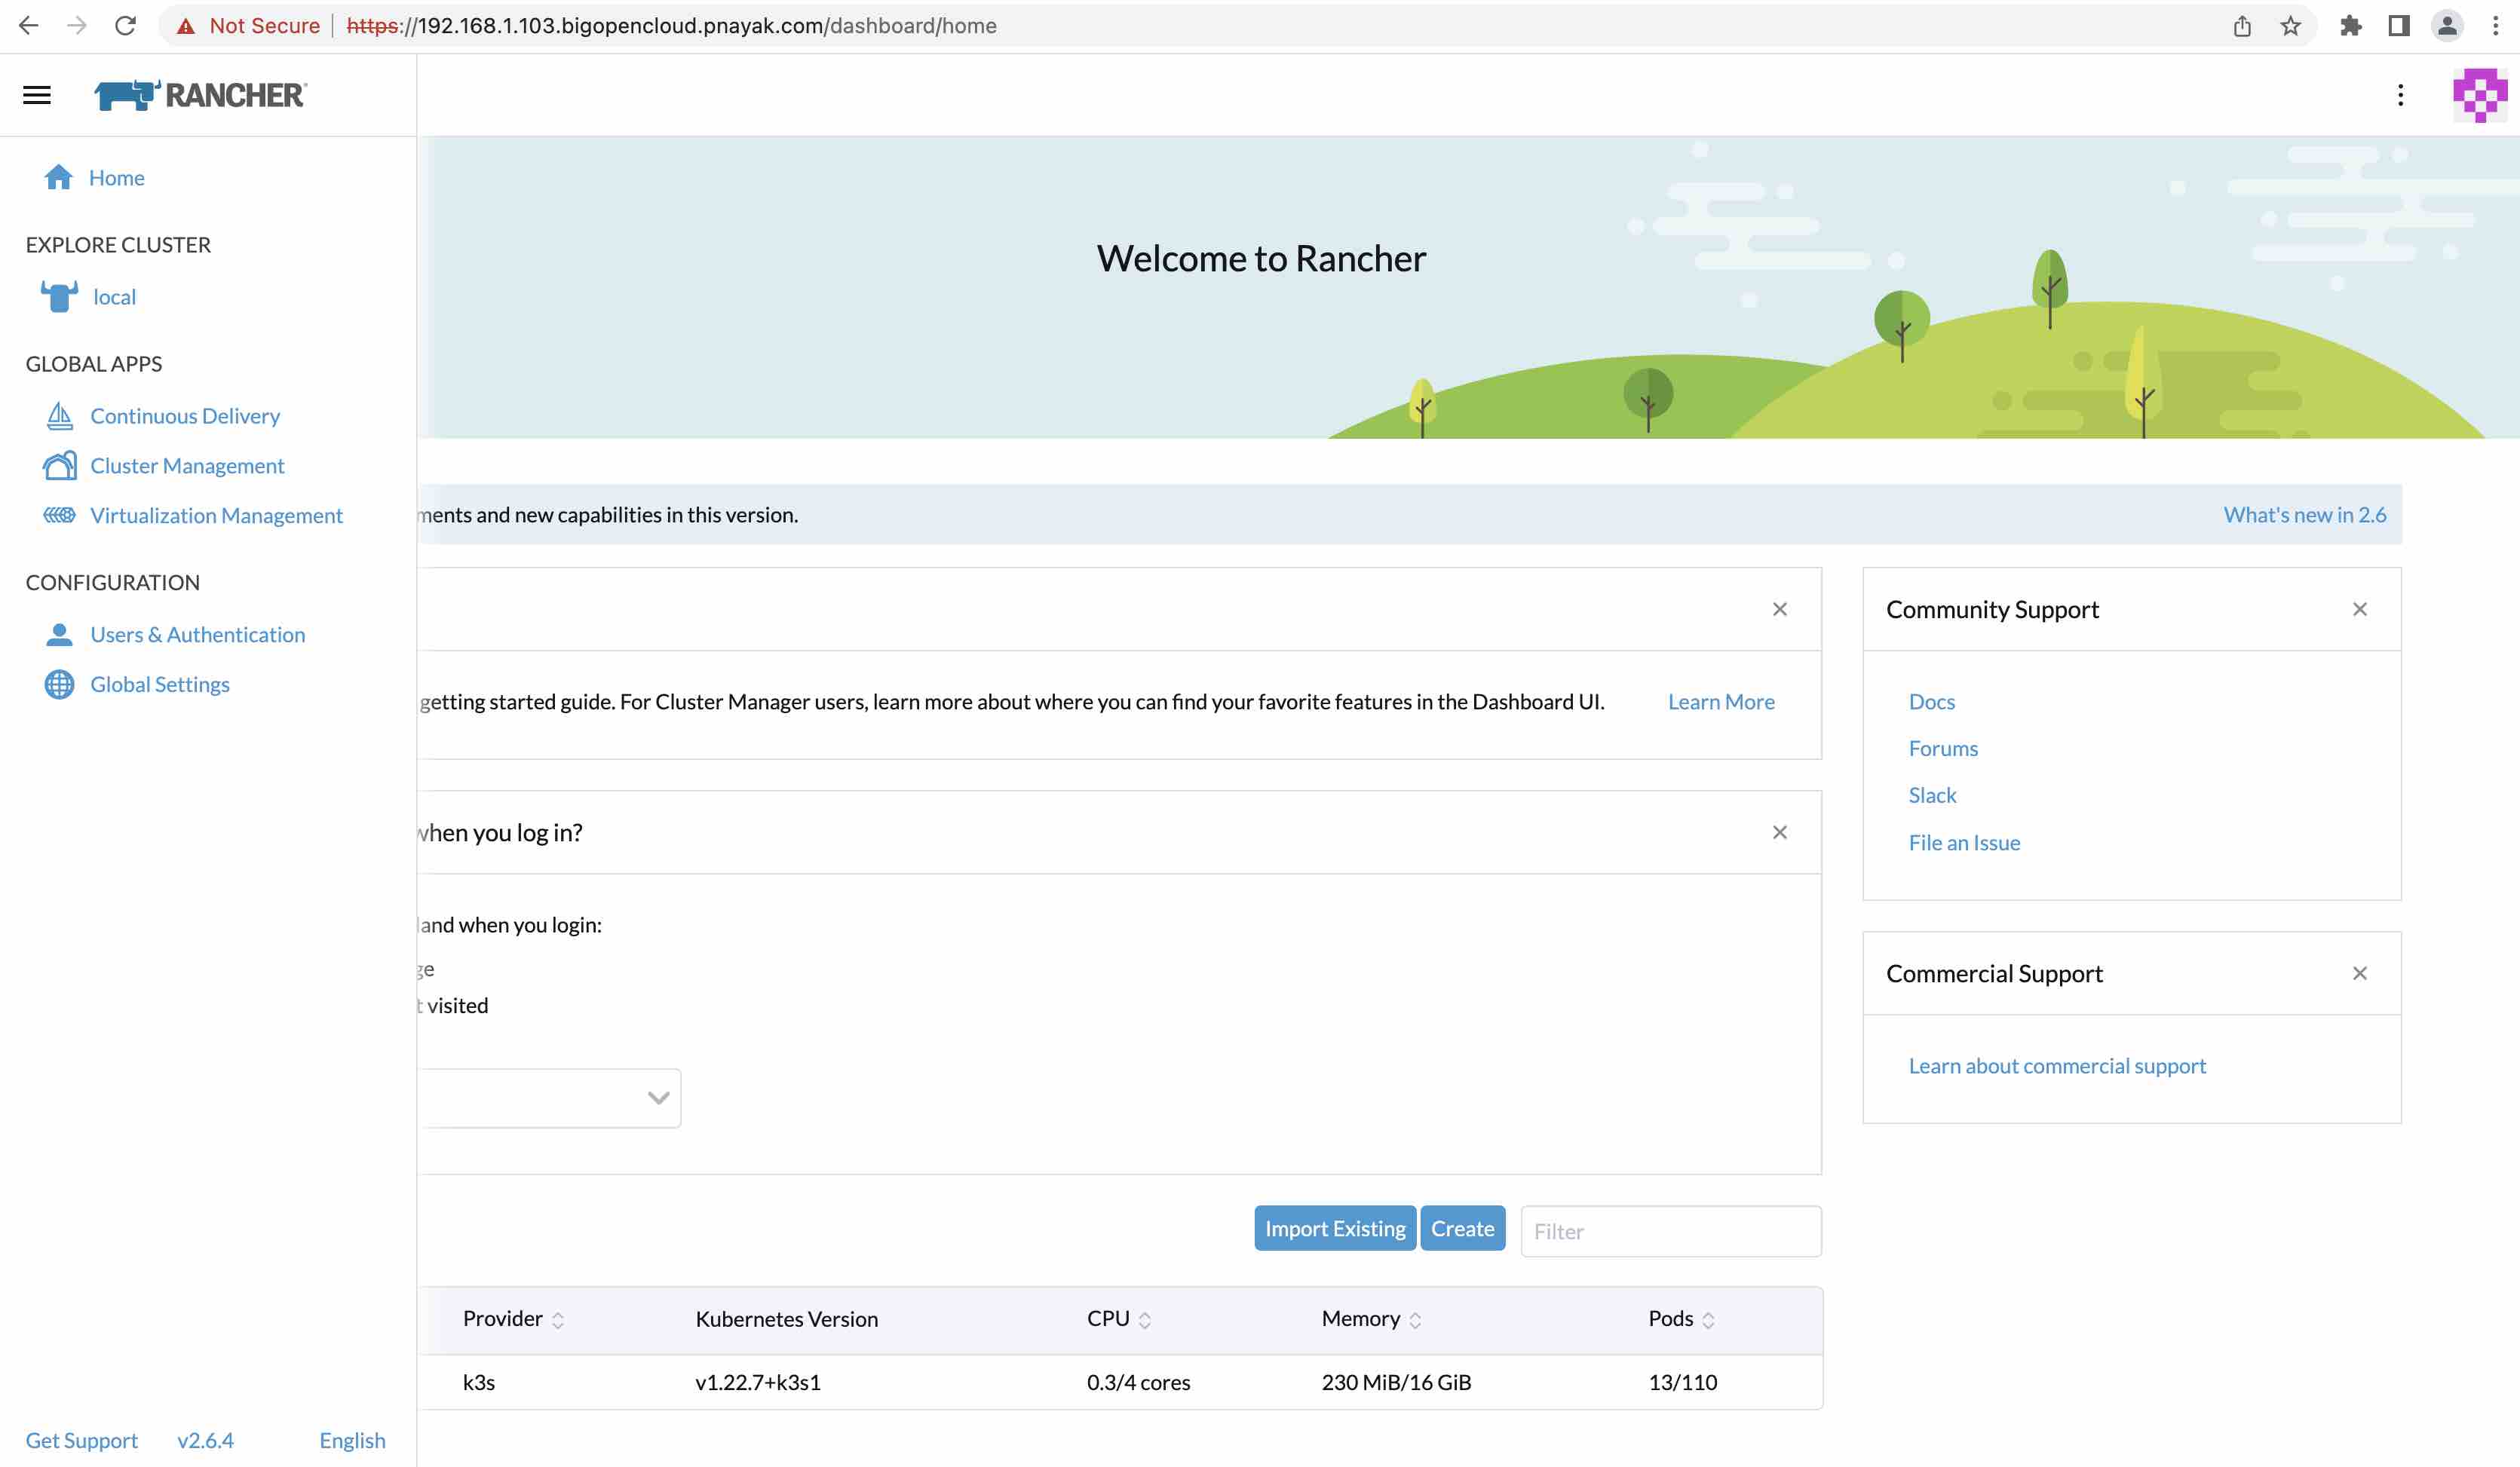 Not Secure https://192.168.1.103.bigopencloud.pnayak.com/dashboard/home
RANCHER
Home
EXPLORE CLUSTER
local
GLOBAL APPS
Continuous Delivery
Cluster Management
Virtualization Management
CONFIGURATION
Users & Authentication
Global Settings
Get Support v2.6.4 English
Welcome to Rancher
ments and new capabilities in this version. What's new in 2.6
getting started guide. For Cluster Manager users, learn more about where you can find your favorite features in the Dashboard UI. Learn More
when you log in?
land when you login:
ge
t visited
Import Existing Create Filter
Provider Kubernetes Version CPU Memory Pods
k3s v1.22.7+k3s1 0.3/4 cores 230 MiB/16 GiB 13/110
Community Support
Docs
Forums
Slack
File an Issue
Commercial Support
Learn about commercial support